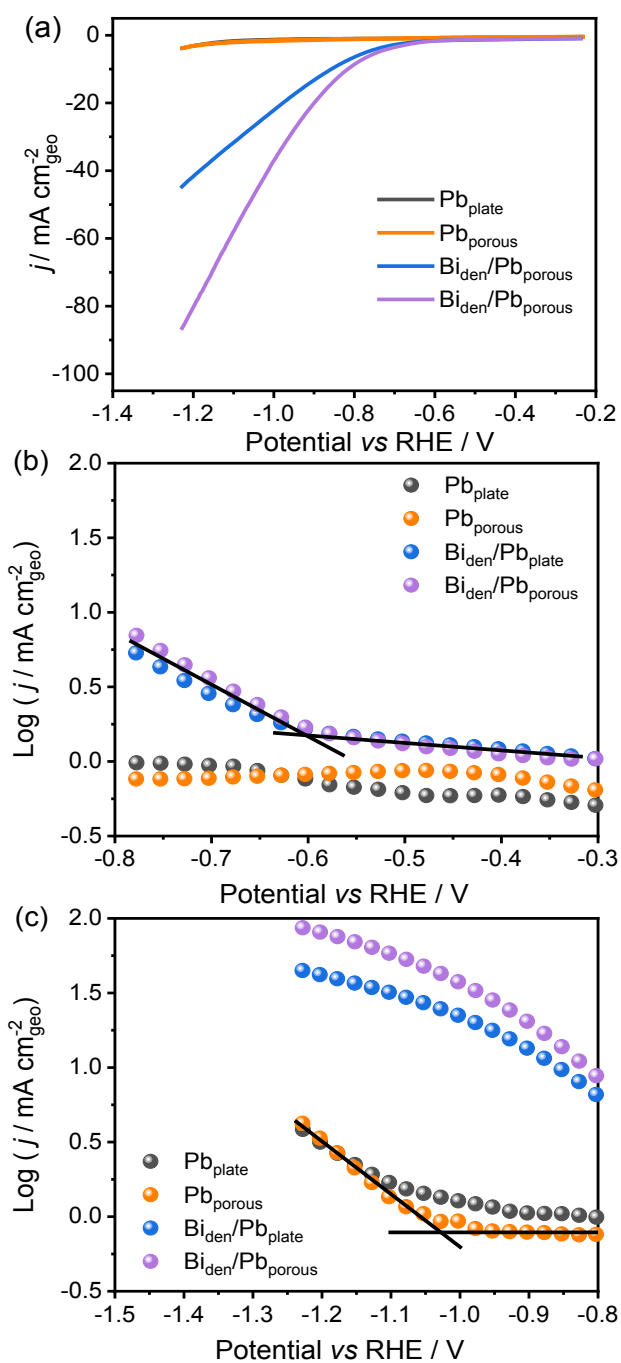 (a)
0
-20
-40
-60
-80
-100
j / mA cm-2geo
Pbplate
Pbporous
Biden/Pbporous
Biden/Pbporous
-1.4 -1.2 -1.0 -0.8 -0.6 -0.4 -0.2
Potential vs RHE / V
(b)
2.0
1.5
1.0
0.5
0.0
-0.5
Log ( j / mA cm-2geo)
Pbplate
Pbporous
Biden/Pbplate
Biden/Pbporous
-0.8 -0.7 -0.6 -0.5 -0.4 -0.3
Potential vs RHE / V
(c)
2.0
1.5
1.0
0.5
0.0
-0.5
Log ( j / mA cm-2geo)
Pbplate
Pbporous
Biden/Pbplate
Biden/Pbporous
-1.5 -1.4 -1.3 -1.2 -1.1 -1.0 -0.9 -0.8
Potential vs RHE / V